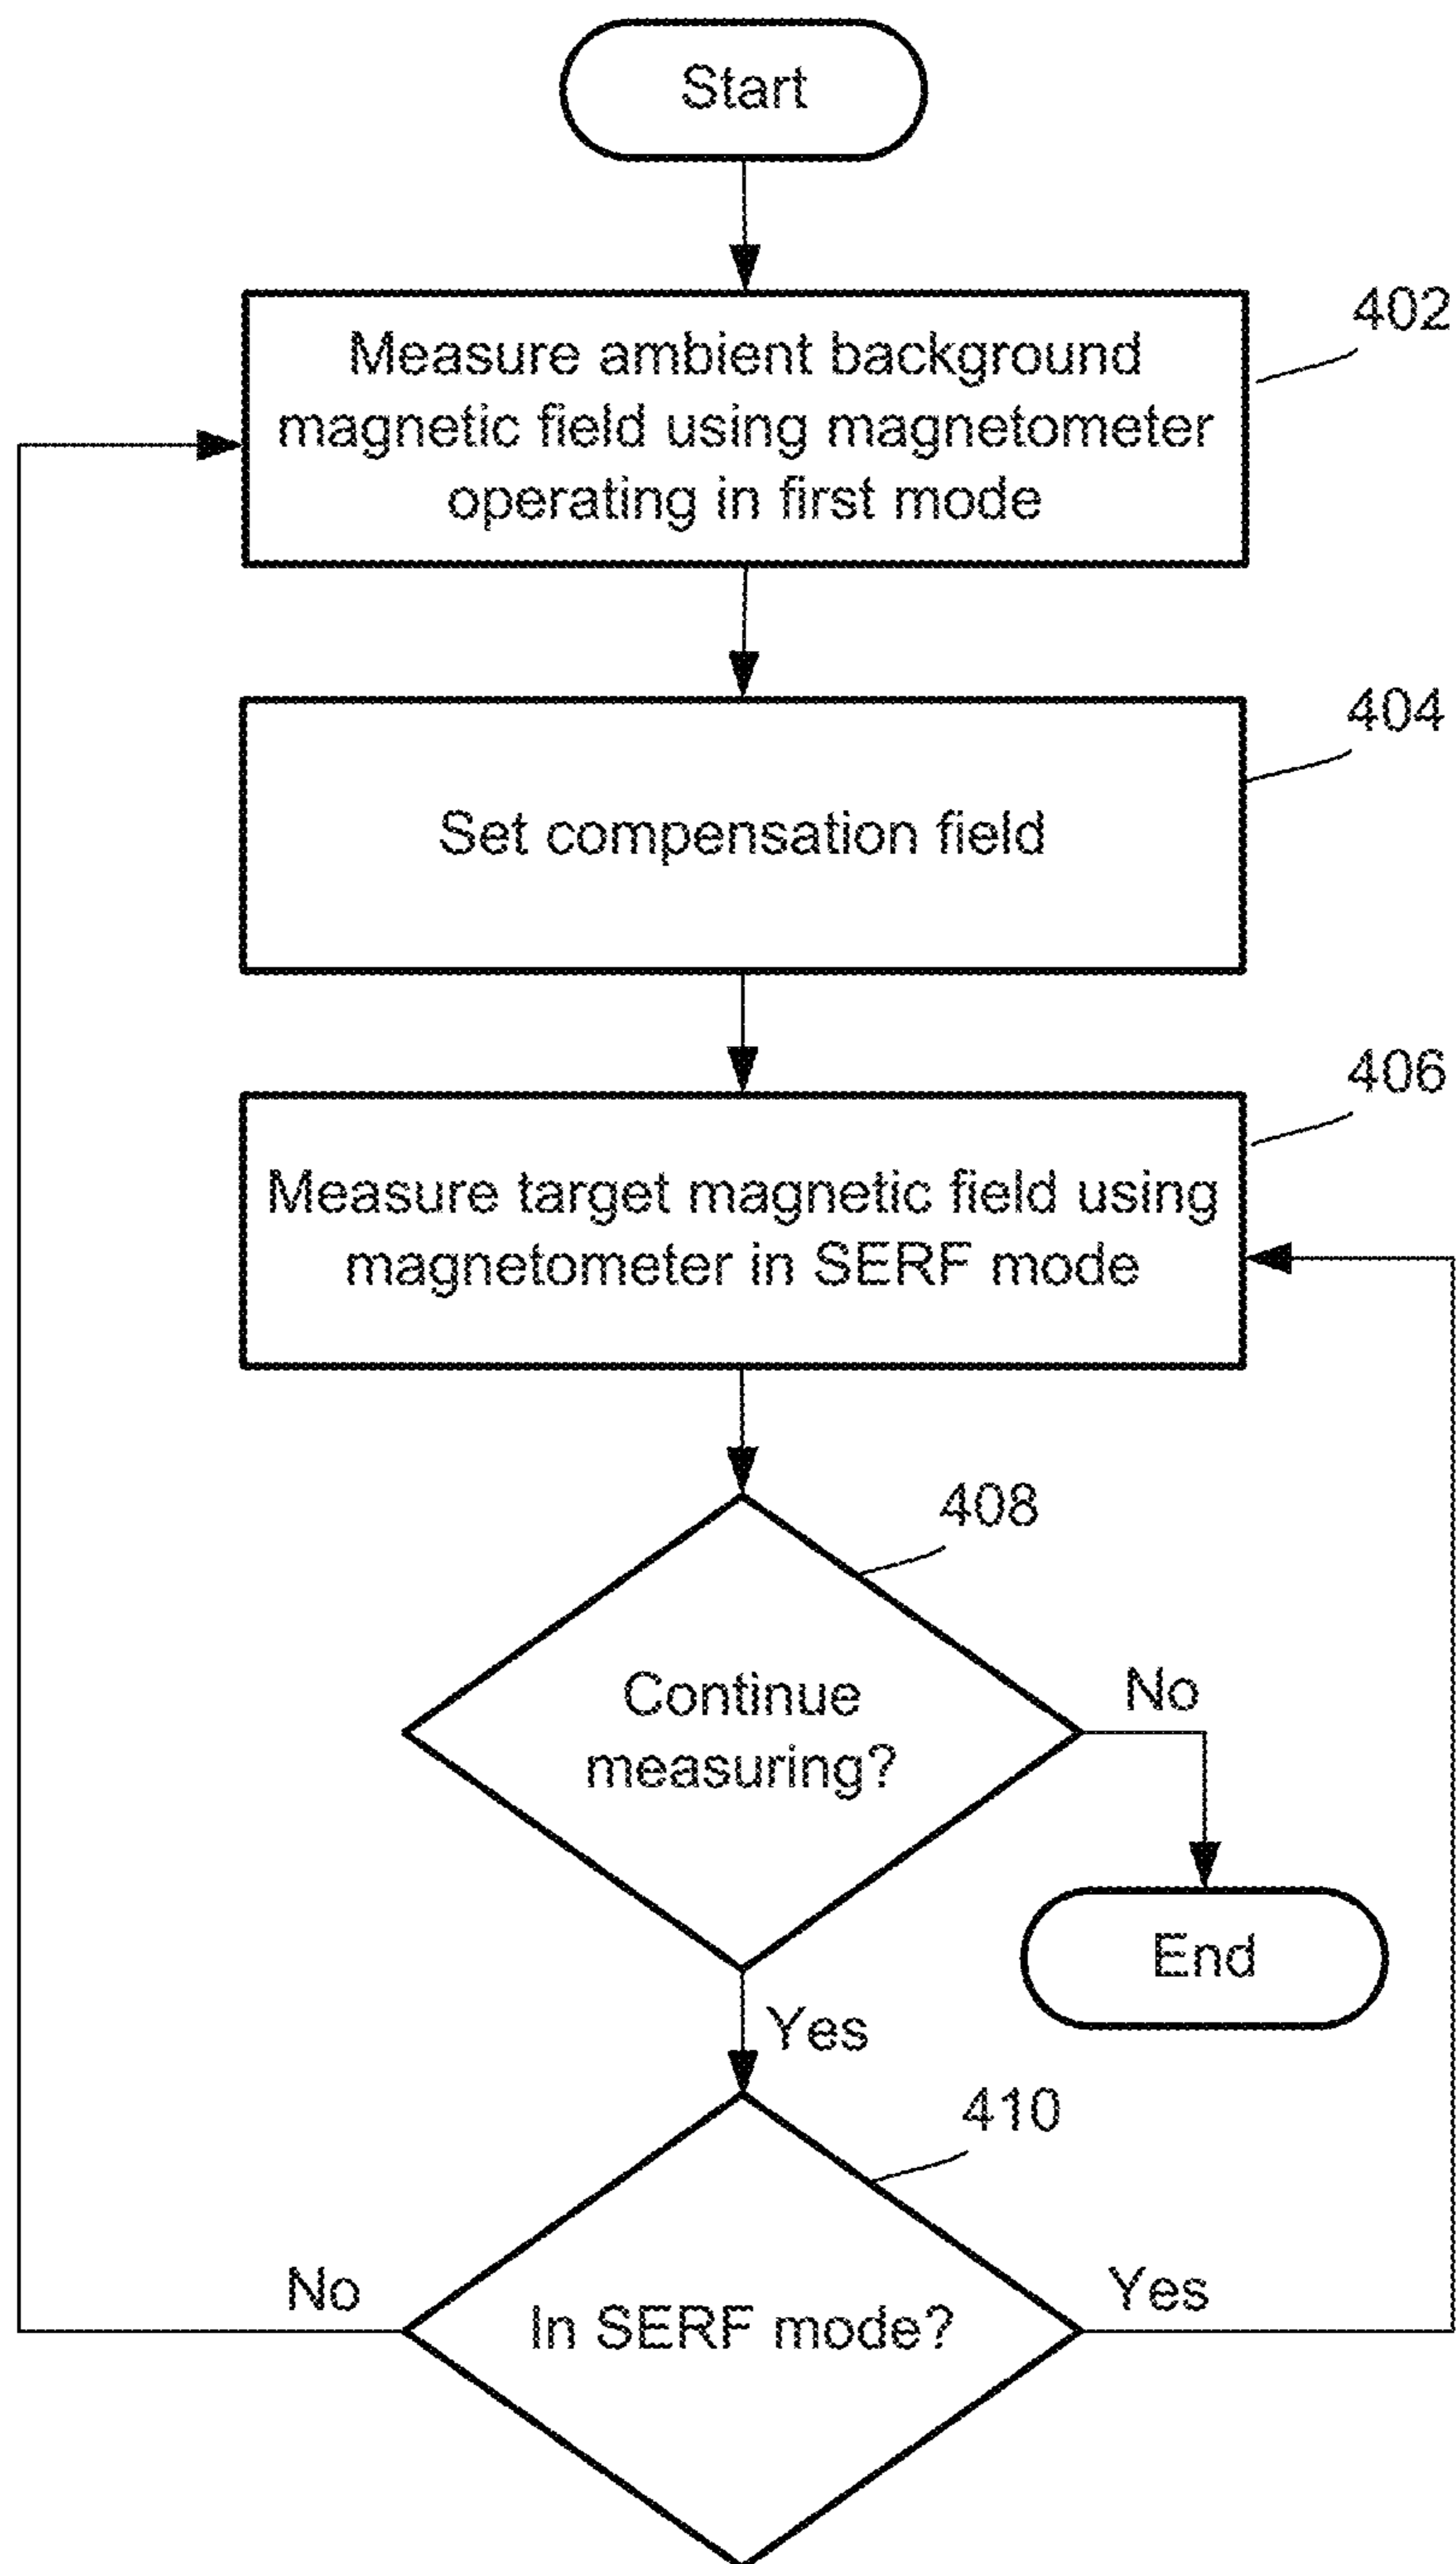 Start
402
Measure ambient background
magnetic field using magnetometer
operating in first mode
404
Set compensation field
406
Measure target magnetic field using
magnetometer in SERF mode
408
Continue
measuring?
No
End
Yes
410
No
In SERF mode?
Yes